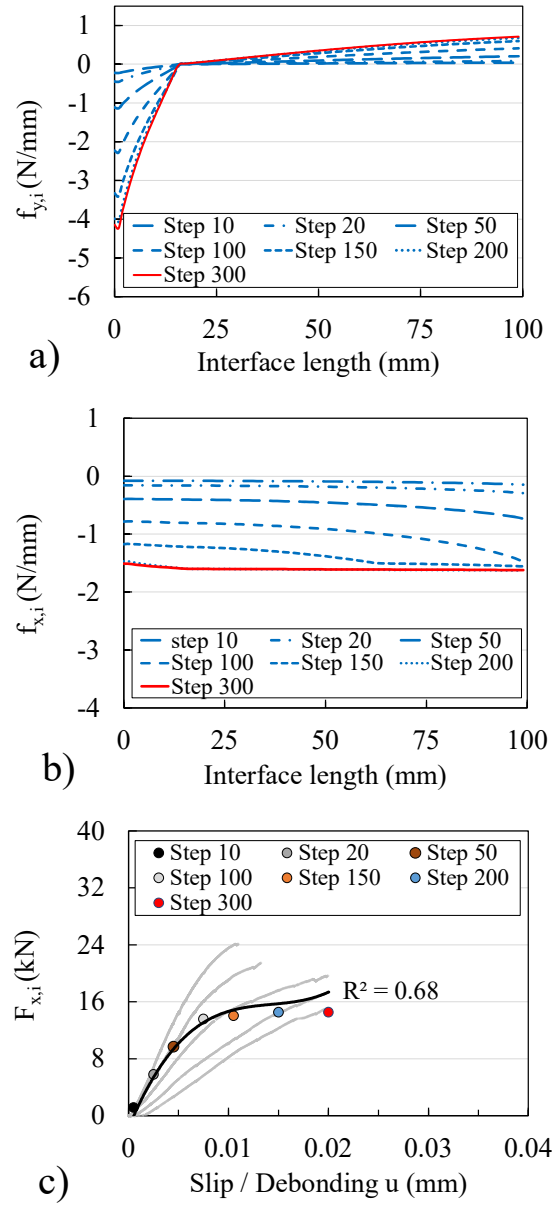 1
0
-1
-2
-3
-4
-5
-6
f_y,i (N/mm)
Step 10 Step 20 Step 50
Step 100 Step 150 Step 200
Step 300
0 25 50 75 100
Interface length (mm)
a)
1
0
-1
-2
-3
-4
f_x,i (N/mm)
step 10 Step 20 Step 50
Step 100 Step 150 Step 200
Step 300
0 25 50 75 100
Interface length (mm)
b)
40
32
24
16
8
0
F_x,i (kN)
Step 10 Step 20 Step 50
Step 100 Step 150 Step 200
Step 300
R² = 0.68
0 0.01 0.02 0.03 0.04
Slip / Debonding u (mm)
c)